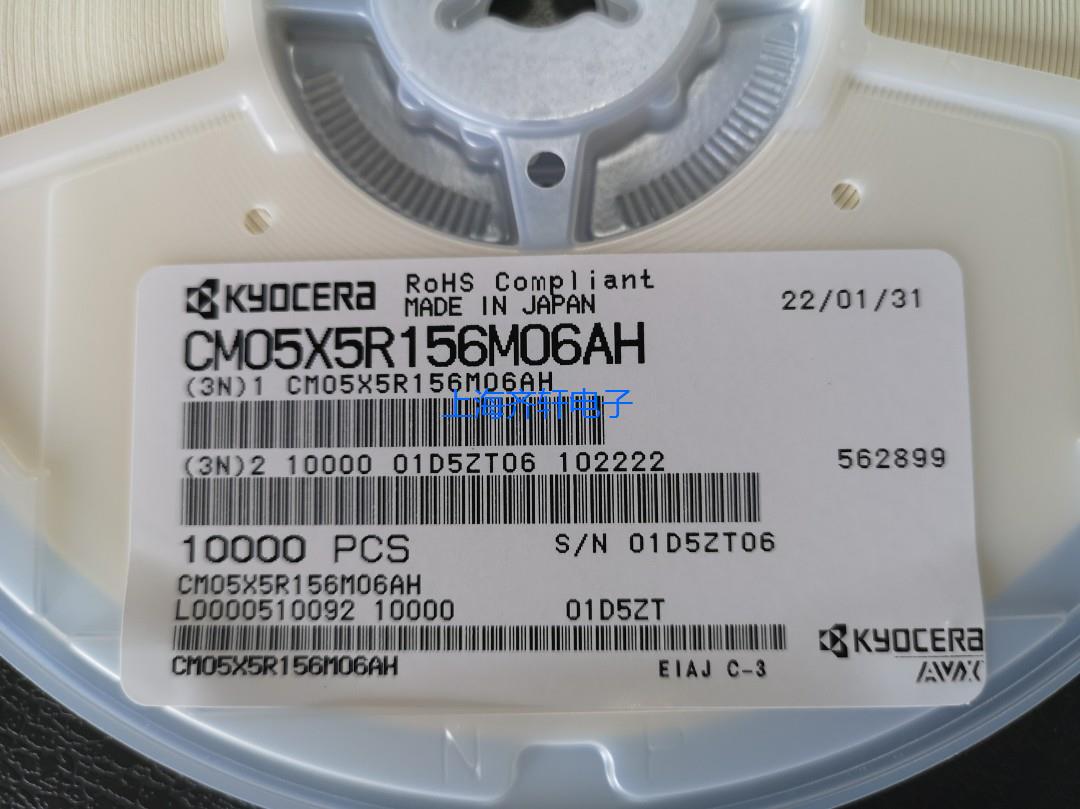 KYOCERA
RoHS Compliant
MADE IN JAPAN
22/01/31
CM05X5R156M06AH
(3N)1 CM05X5R156M06AH
上海齐轩电子
(3N)2 10000 01D5ZT06 102222
562899
10000 PCS
S/N 01D5ZT06
CM05X5R156M06AH
L0000510092 10000 01D5ZT
KYOCERA
AVX
CM05X5R156M06AH
EIAJ C-3
N P